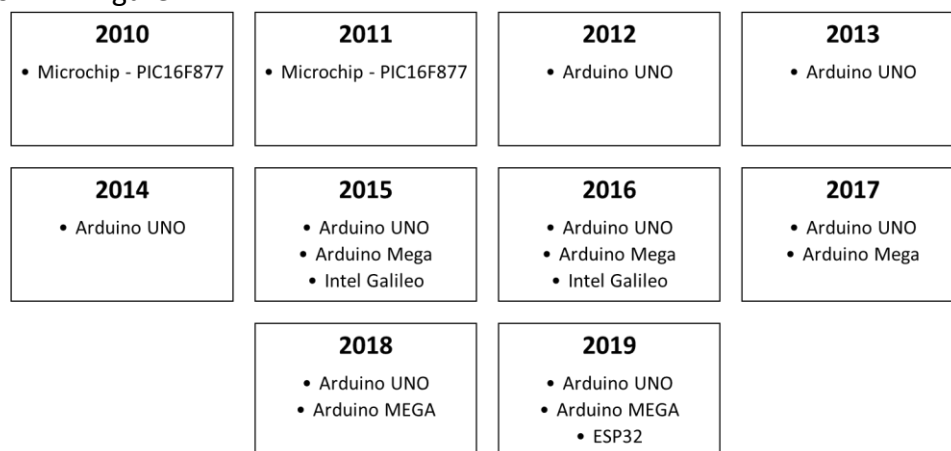 2010
• Microchip - PIC16F877
2011
• Microchip - PIC16F877
2012
• Arduino UNO
2013
• Arduino UNO
2014
• Arduino UNO
2015
• Arduino UNO
• Arduino Mega
• Intel Galileo
2016
• Arduino UNO
• Arduino Mega
• Intel Galileo
2017
• Arduino UNO
• Arduino Mega
2018
• Arduino UNO
• Arduino MEGA
2019
• Arduino UNO
• Arduino MEGA
• ESP32